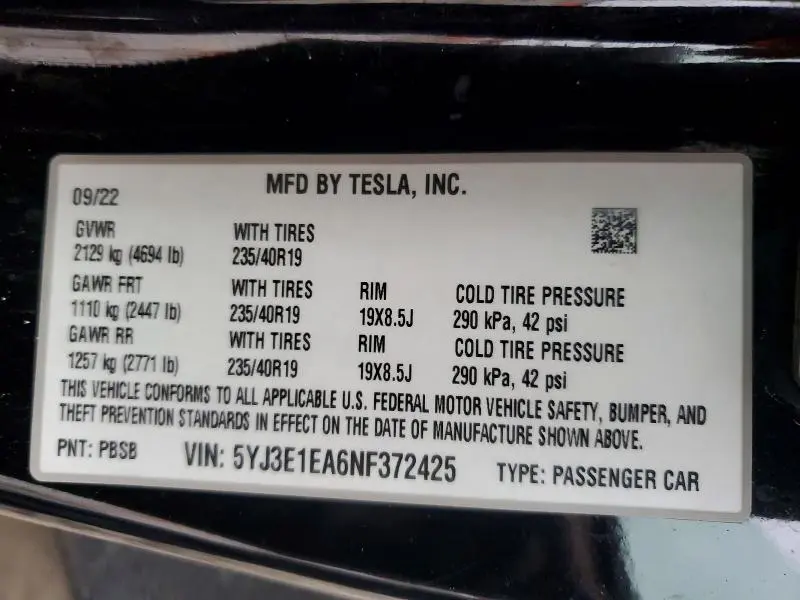 09/22 MFD BY TESLA, INC.
GVWR WITH TIRES
2129 kg (4694 lb) 235/40R19
GAWR FRT WITH TIRES RIM COLD TIRE PRESSURE
1110 kg (2447 lb) 235/40R19 19X8.5J 290 kPa, 42 psi
GAWR RR WITH TIRES RIM COLD TIRE PRESSURE
1257 kg (2771 lb) 235/40R19 19X8.5J 290 kPa, 42 psi
THIS VEHICLE CONFORMS TO ALL APPLICABLE U.S. FEDERAL MOTOR VEHICLE SAFETY, BUMPER, AND
THEFT PREVENTION STANDARDS IN EFFECT ON THE DATE OF MANUFACTURE SHOWN ABOVE.
PNT: PBSB VIN: 5YJ3E1EA6NF372425 TYPE: PASSENGER CAR